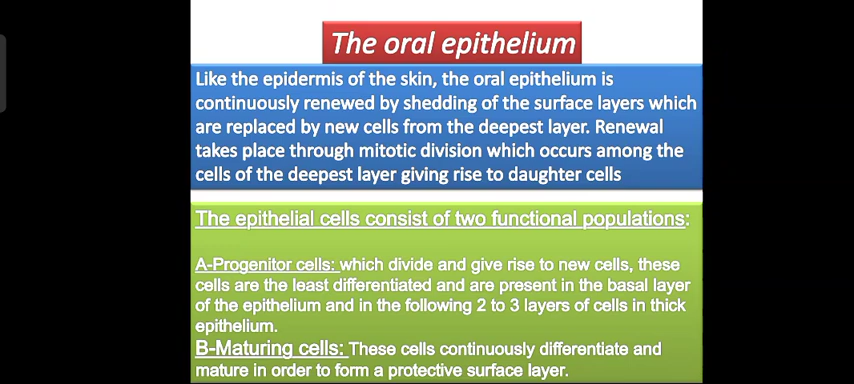 The oral epithelium
Like the epidermis of the skin, the oral epithelium is
continuously renewed by shedding of the surface layers which
are replaced by new cells from the deepest layer. Renewal
takes place through mitotic division which occurs among the
cells of the deepest layer giving rise to daughter cells
The epithelial cells consist of two functional populations:
A-Progenitor cells: which divide and give rise to new cells, these
cells are the least differentiated and are present in the basal layer
of the epithelium and in the following 2 to 3 layers of cells in thick
epithelium.
B-Maturing cells: These cells continuously differentiate and
mature in order to form a protective surface layer.